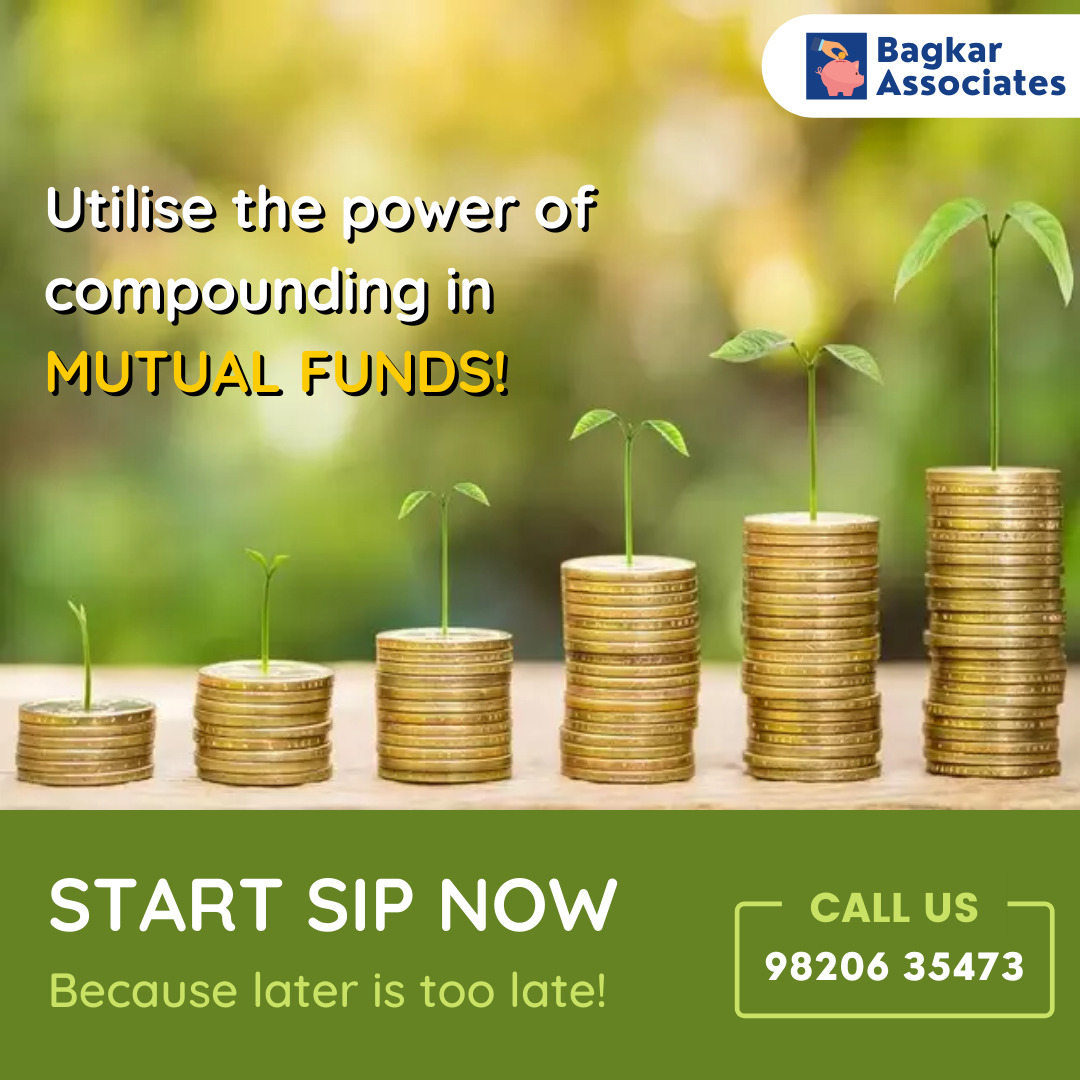 Bagkar
Associates
Utilise the power of
compounding in
MUTUAL FUNDS!
START SIP NOW
Because later is too late!
CALL US
98206 35473